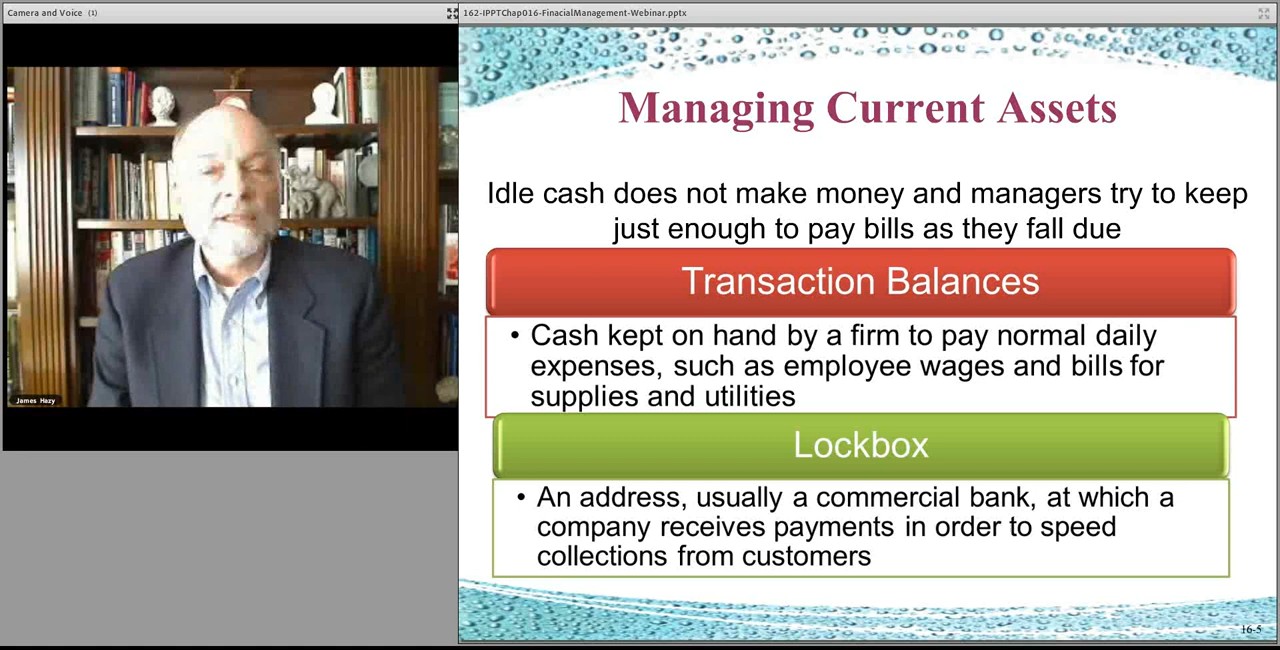 Camera and Voice (1)
162-IPPTChap016-FinacialManagement-Webinar.pptx
James Hazy
Managing Current Assets
Idle cash does not make money and managers try to keep
just enough to pay bills as they fall due
Transaction Balances
• Cash kept on hand by a firm to pay normal daily
expenses, such as employee wages and bills for
supplies and utilities
Lockbox
• An address, usually a commercial bank, at which a
company receives payments in order to speed
collections from customers
16-5